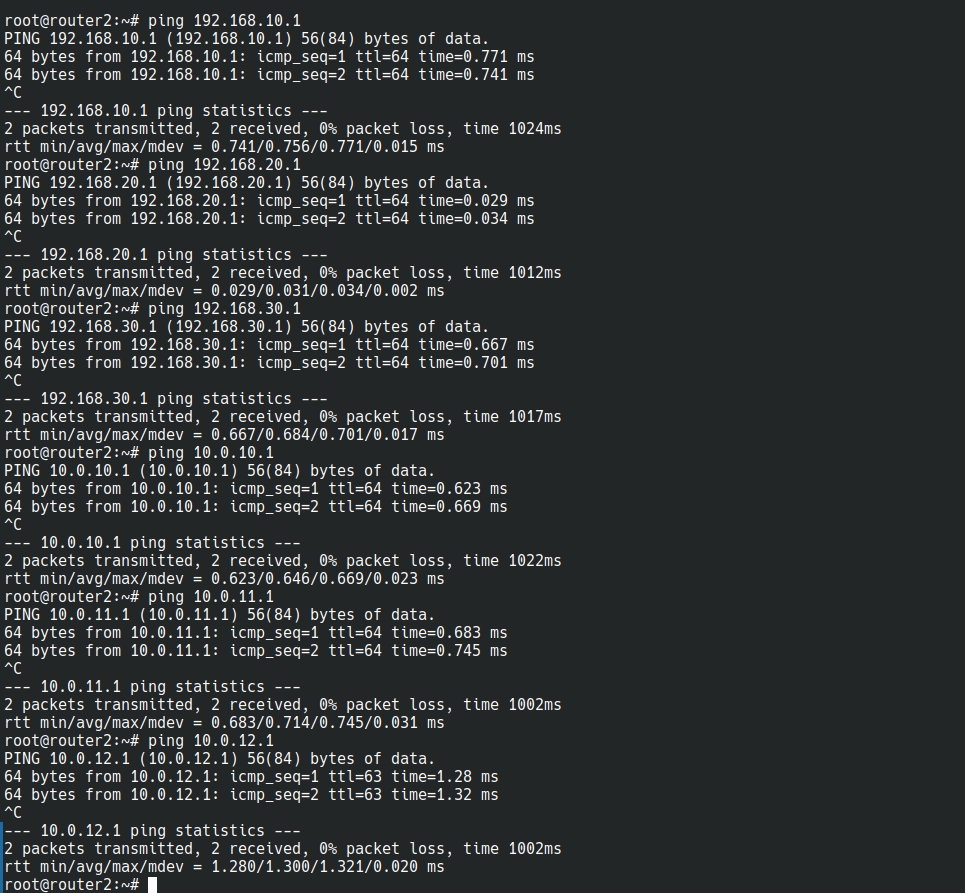 root@router2:~# ping 192.168.10.1
PING 192.168.10.1 (192.168.10.1) 56(84) bytes of data.
64 bytes from 192.168.10.1: icmp_seq=1 ttl=64 time=0.771 ms
64 bytes from 192.168.10.1: icmp_seq=2 ttl=64 time=0.741 ms
^C
--- 192.168.10.1 ping statistics ---
2 packets transmitted, 2 received, 0% packet loss, time 1024ms
rtt min/avg/max/mdev = 0.741/0.756/0.771/0.015 ms
root@router2:~# ping 192.168.20.1
PING 192.168.20.1 (192.168.20.1) 56(84) bytes of data.
64 bytes from 192.168.20.1: icmp_seq=1 ttl=64 time=0.029 ms
64 bytes from 192.168.20.1: icmp_seq=2 ttl=64 time=0.034 ms
^C
--- 192.168.20.1 ping statistics ---
2 packets transmitted, 2 received, 0% packet loss, time 1012ms
rtt min/avg/max/mdev = 0.029/0.031/0.034/0.002 ms
root@router2:~# ping 192.168.30.1
PING 192.168.30.1 (192.168.30.1) 56(84) bytes of data.
64 bytes from 192.168.30.1: icmp_seq=1 ttl=64 time=0.667 ms
64 bytes from 192.168.30.1: icmp_seq=2 ttl=64 time=0.701 ms
^C
--- 192.168.30.1 ping statistics ---
2 packets transmitted, 2 received, 0% packet loss, time 1017ms
rtt min/avg/max/mdev = 0.667/0.684/0.701/0.017 ms
root@router2:~# ping 10.0.10.1
PING 10.0.10.1 (10.0.10.1) 56(84) bytes of data.
64 bytes from 10.0.10.1: icmp_seq=1 ttl=64 time=0.623 ms
64 bytes from 10.0.10.1: icmp_seq=2 ttl=64 time=0.669 ms
^C
--- 10.0.10.1 ping statistics ---
2 packets transmitted, 2 received, 0% packet loss, time 1022ms
rtt min/avg/max/mdev = 0.623/0.646/0.669/0.023 ms
root@router2:~# ping 10.0.11.1
PING 10.0.11.1 (10.0.11.1) 56(84) bytes of data.
64 bytes from 10.0.11.1: icmp_seq=1 ttl=64 time=0.683 ms
64 bytes from 10.0.11.1: icmp_seq=2 ttl=64 time=0.745 ms
^C
--- 10.0.11.1 ping statistics ---
2 packets transmitted, 2 received, 0% packet loss, time 1002ms
rtt min/avg/max/mdev = 0.683/0.714/0.745/0.031 ms
root@router2:~# ping 10.0.12.1
PING 10.0.12.1 (10.0.12.1) 56(84) bytes of data.
64 bytes from 10.0.12.1: icmp_seq=1 ttl=63 time=1.28 ms
64 bytes from 10.0.12.1: icmp_seq=2 ttl=63 time=1.32 ms
^C
--- 10.0.12.1 ping statistics ---
2 packets transmitted, 2 received, 0% packet loss, time 1002ms
rtt min/avg/max/mdev = 1.280/1.300/1.321/0.020 ms
root@router2:~#